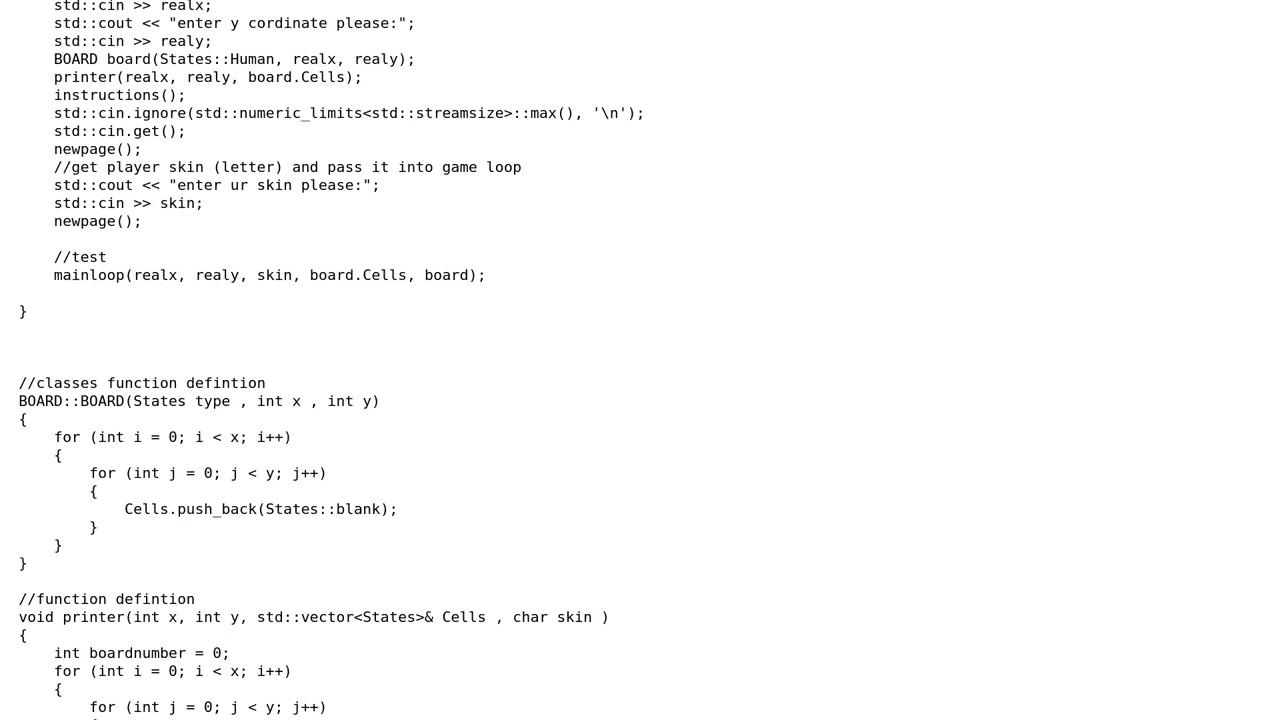 std::cin >> realx;
    std::cout << "enter y cordinate please:";
    std::cin >> realy;
    BOARD board(States::Human, realx, realy);
    printer(realx, realy, board.Cells);
    instructions();
    std::cin.ignore(std::numeric_limits<std::streamsize>::max(), '\n');
    std::cin.get();
    newpage();
    //get player skin (letter) and pass it into game loop
    std::cout << "enter ur skin please:";
    std::cin >> skin;
    newpage();

    //test
    mainloop(realx, realy, skin, board.Cells, board);

}

//classes function defintion
BOARD::BOARD(States type , int x , int y)
{
    for (int i = 0; i < x; i++)
    {
        for (int j = 0; j < y; j++)
        {
            Cells.push_back(States::blank);
        }
    }
}

//function defintion
void printer(int x, int y, std::vector<States>& Cells , char skin )
{
    int boardnumber = 0;
    for (int i = 0; i < x; i++)
    {
        for (int j = 0; j < y; j++)